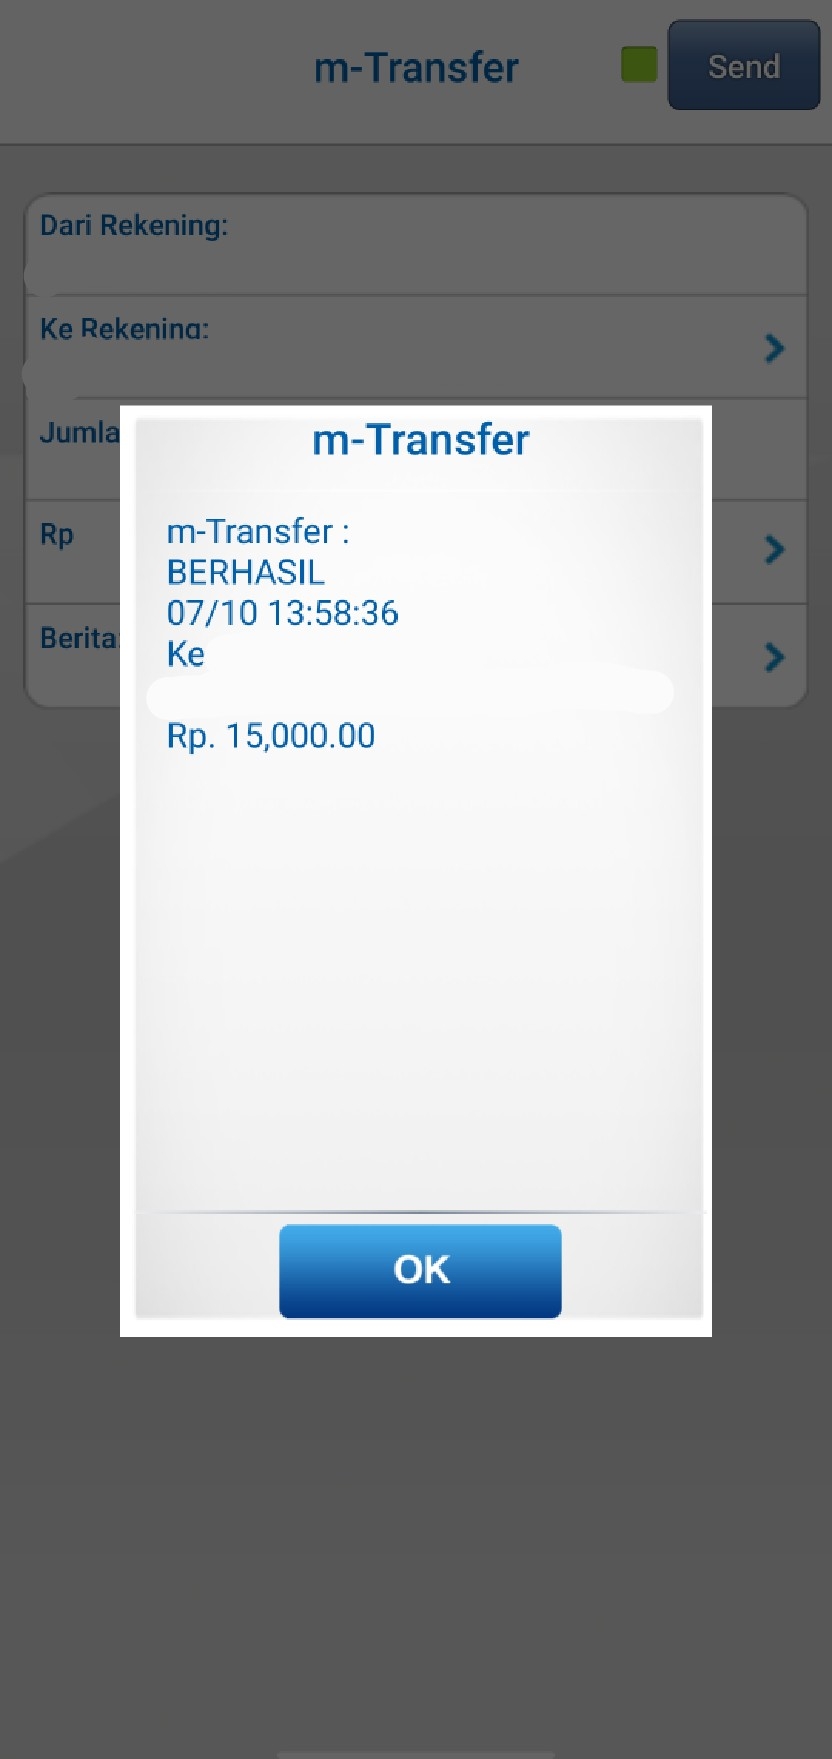 m-Transfer
Send
Dari Rekening:
Ke Rekening:
Jumla
Rp
Berita:
m-Transfer
m-Transfer :
BERHASIL
07/10 13:58:36
Ke
Rp. 15,000.00
OK